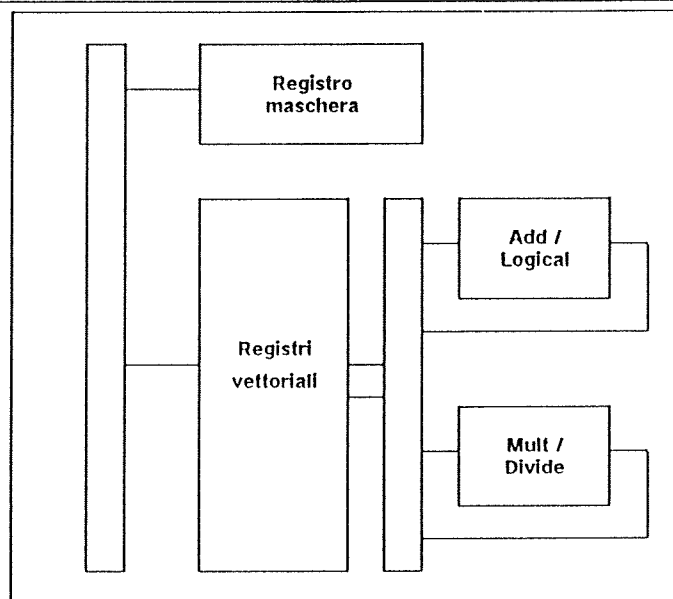 Registro
maschera
Add /
Logical
Registri
vettoriali
Mult /
Divide